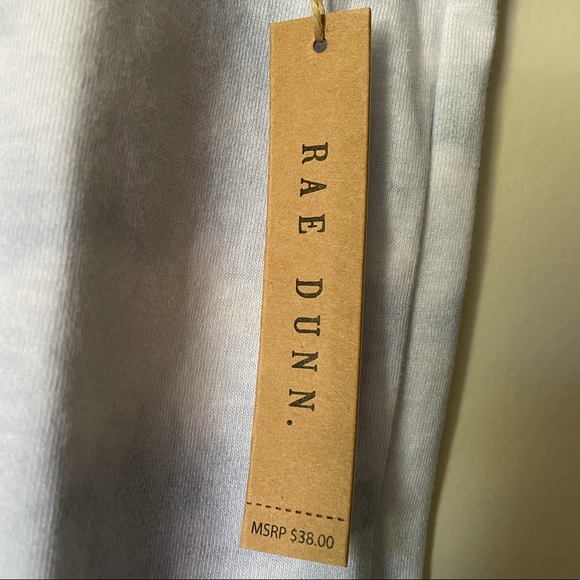 RAE DUNN.
MSRP $38.00